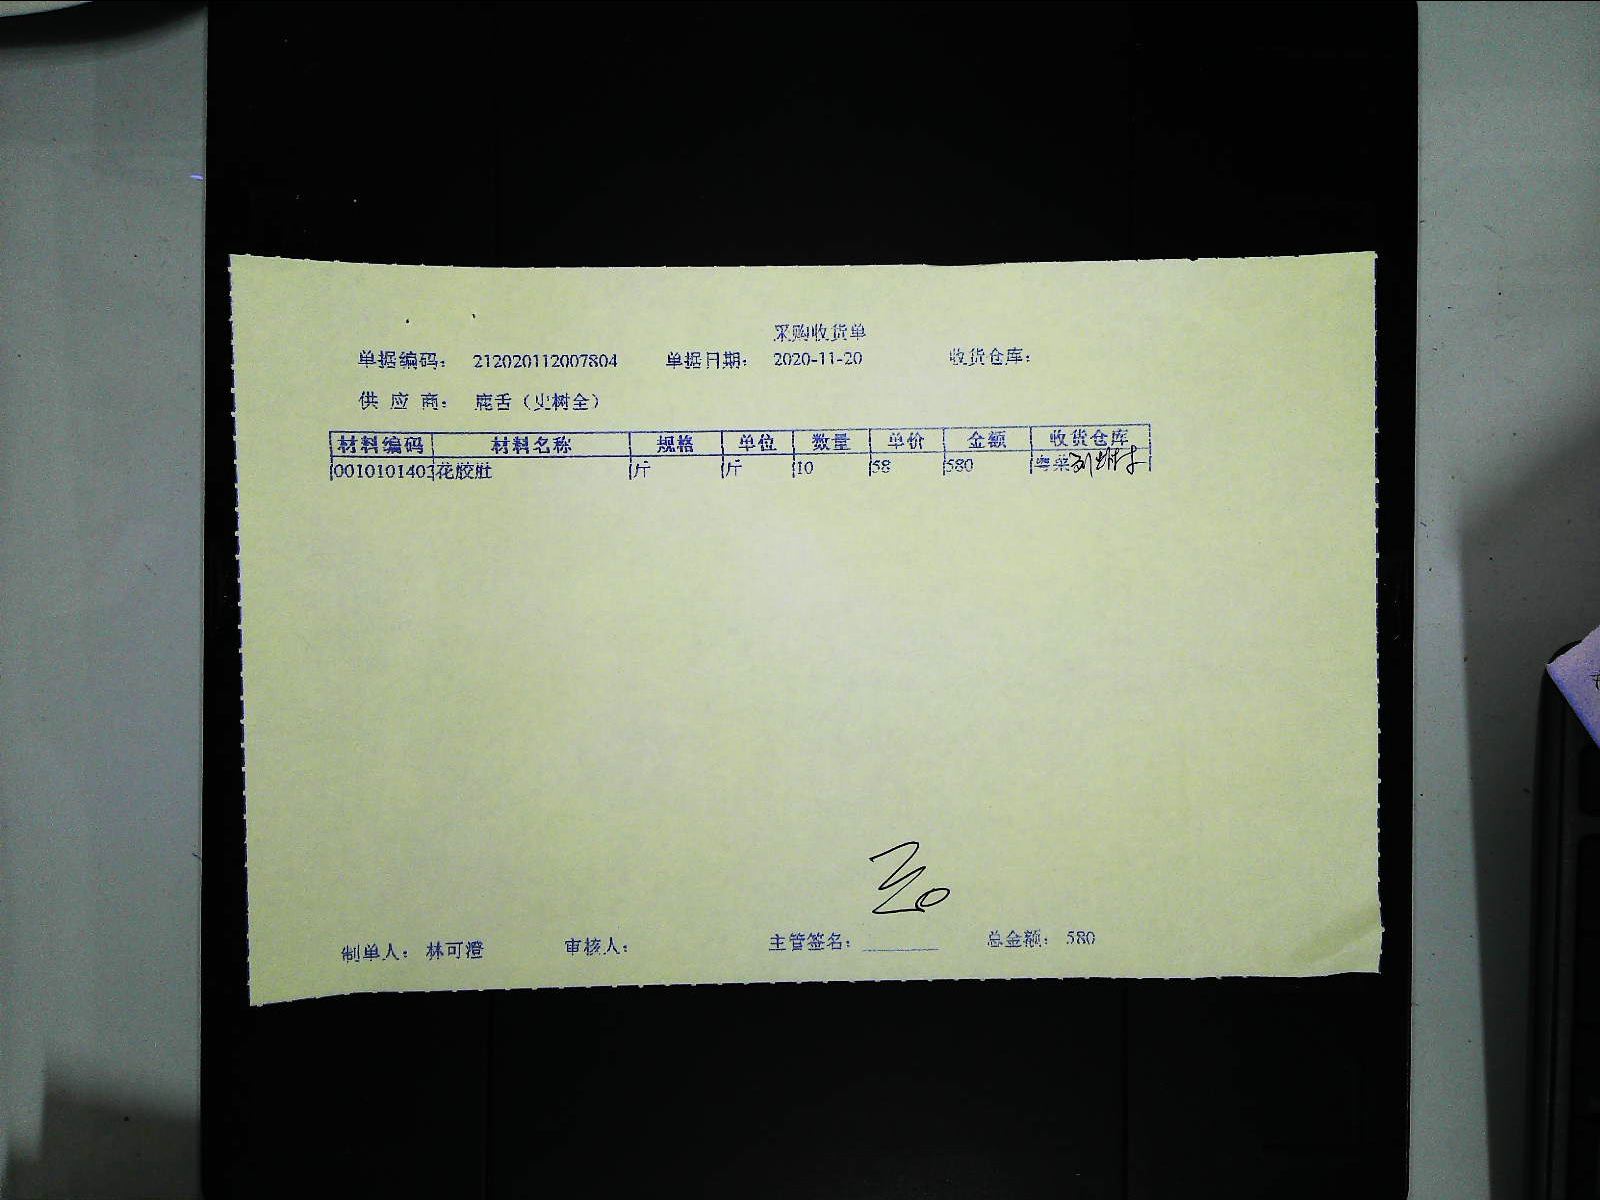 采购收货单
单据编码： 212020112007804 单据日期： 2020-11-20 收货仓库：
供 应 商： 鹿舌（史树全）
材料编码 材料名称 规格 单位 数量 单价 金额 收货仓库
0010101403 花胶肚 斤 斤 10 58 580 粤菜
制单人： 林可澄 审核人： 主管签名： 总金额： 580